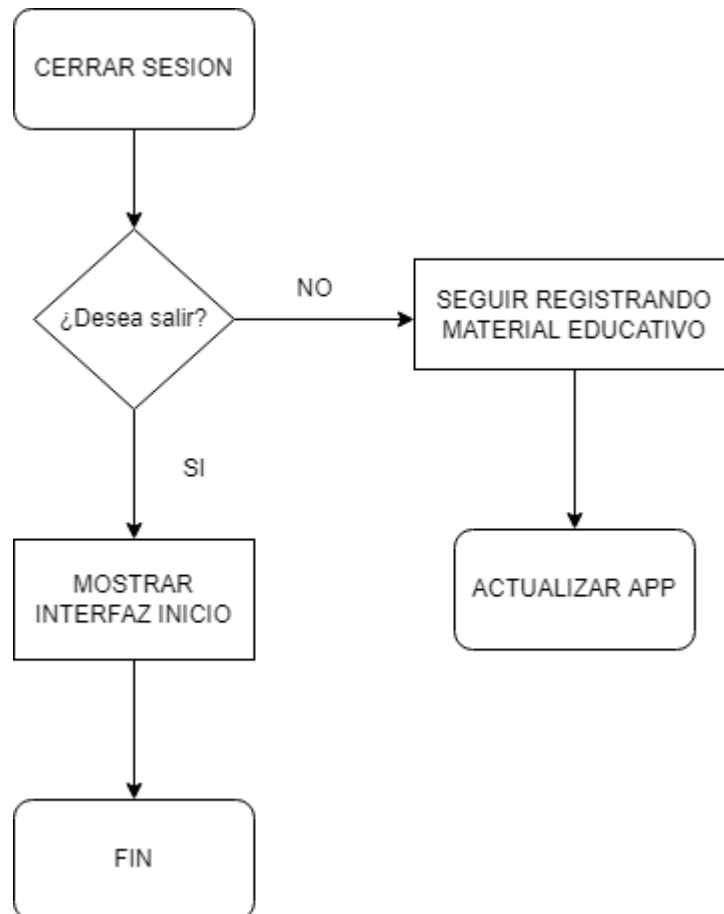 CERRAR SESION
¿Desea salir?
NO
SEGUIR REGISTRANDO
MATERIAL EDUCATIVO
SI
MOSTRAR
INTERFAZ INICIO
ACTUALIZAR APP
FIN